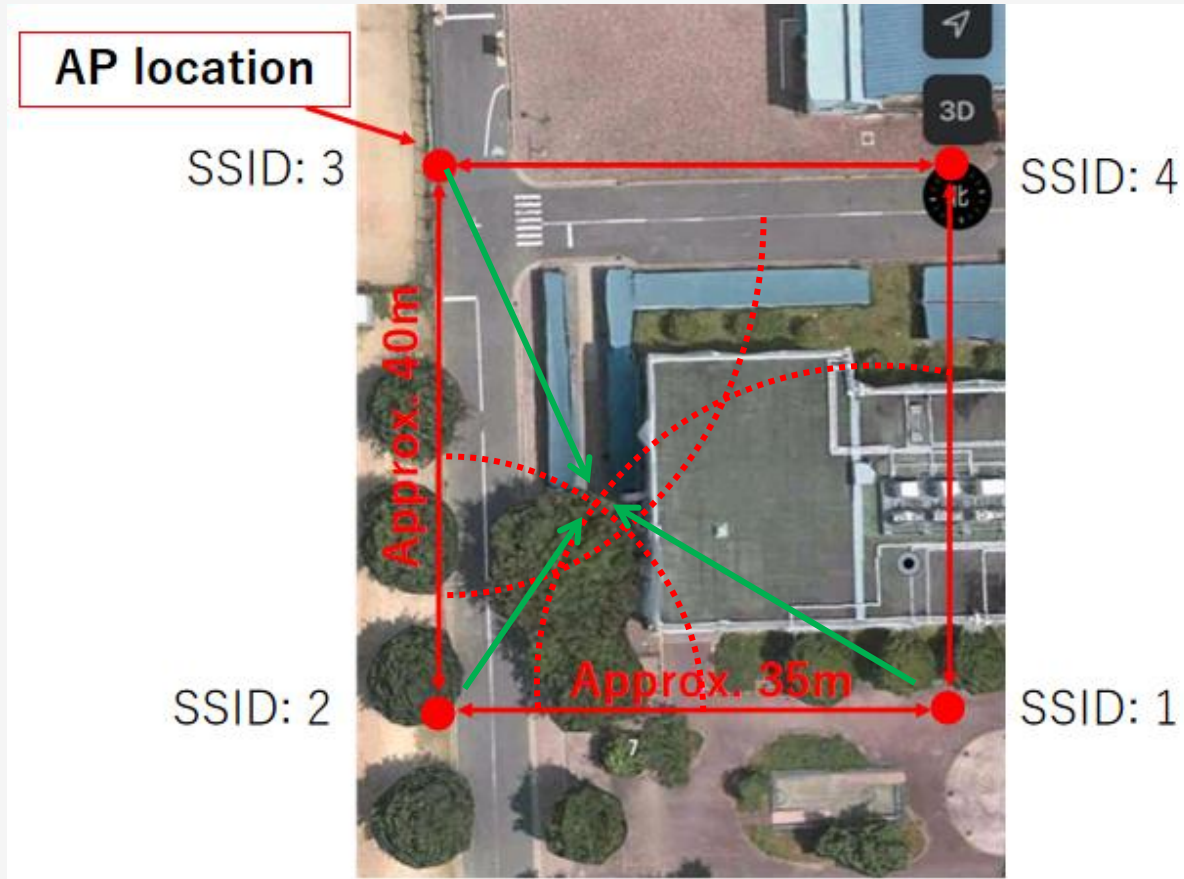 AP location
3D
SSID: 3
SSID: 4
北
Approx. 40m
Approx. 35m
SSID: 2
SSID: 1
7